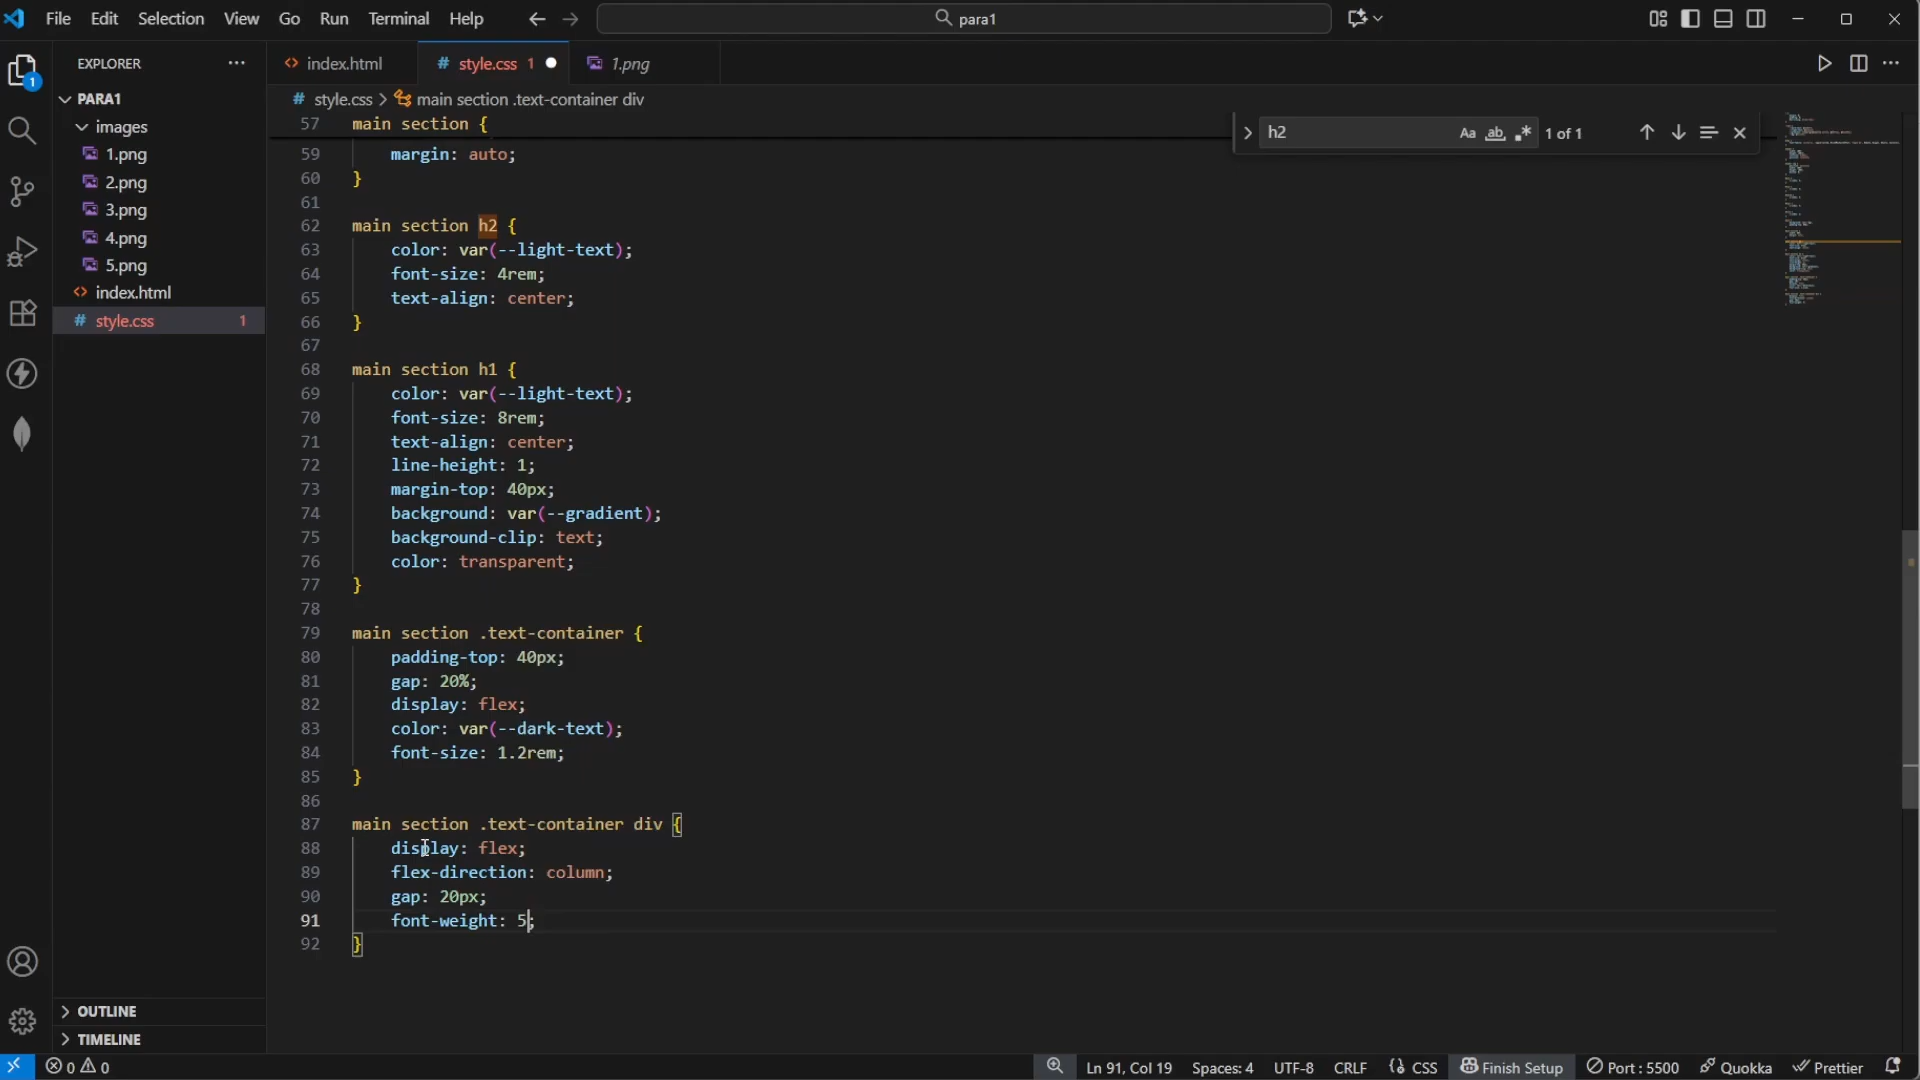 File Edit Selection View Go Run Terminal Help
para1
EXPLORER
PARA1
images
1.png
2.png
3.png
4.png
5.png
index.html
style.css 1
OUTLINE
TIMELINE
1
index.html
style.css 1
1.png
style.css > main section .text-container div
h2
Aa ab 1 of 1
57 main section {
59 margin: auto;
60 }
61
62 main section h2 {
63 color: var(--light-text);
64 font-size: 4rem;
65 text-align: center;
66 }
67
68 main section h1 {
69 color: var(--light-text);
70 font-size: 8rem;
71 text-align: center;
72 line-height: 1;
73 margin-top: 40px;
74 background: var(--gradient);
75 background-clip: text;
76 color: transparent;
77 }
78
79 main section .text-container {
80 padding-top: 40px;
81 gap: 20%;
82 display: flex;
83 color: var(--dark-text);
84 font-size: 1.2rem;
85 }
86
87 main section .text-container div {
88 display: flex;
89 flex-direction: column;
90 gap: 20px;
91 font-weight: 5;
92 }
0 0 Ln 91, Col 19 Spaces: 4 UTF-8 CRLF {} CSS Finish Setup Port : 5500 Quokka Prettier